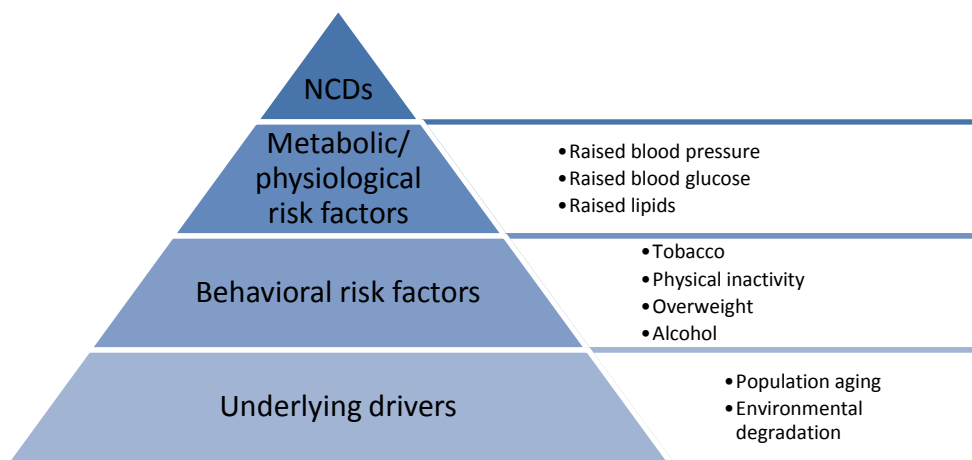 NCDs
Metabolic/
physiological
risk factors
•Raised blood pressure
•Raised blood glucose
•Raised lipids
Behavioral risk factors
•Tobacco
•Physical inactivity
•Overweight
•Alcohol
Underlying drivers
•Population aging
•Environmental
degradation